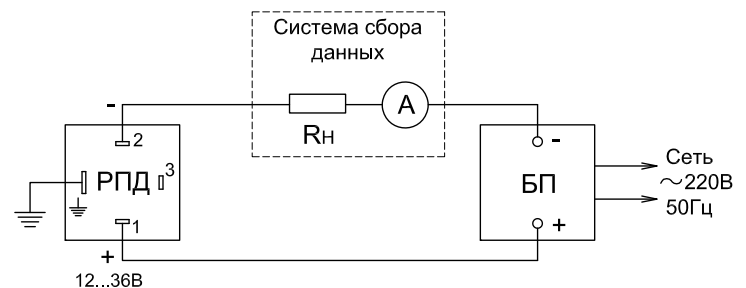 Система сбора
данных
-
A
2
Rн
-
РПД
3
БП
Сеть
~220В
50Гц
1
+
+
12...36В